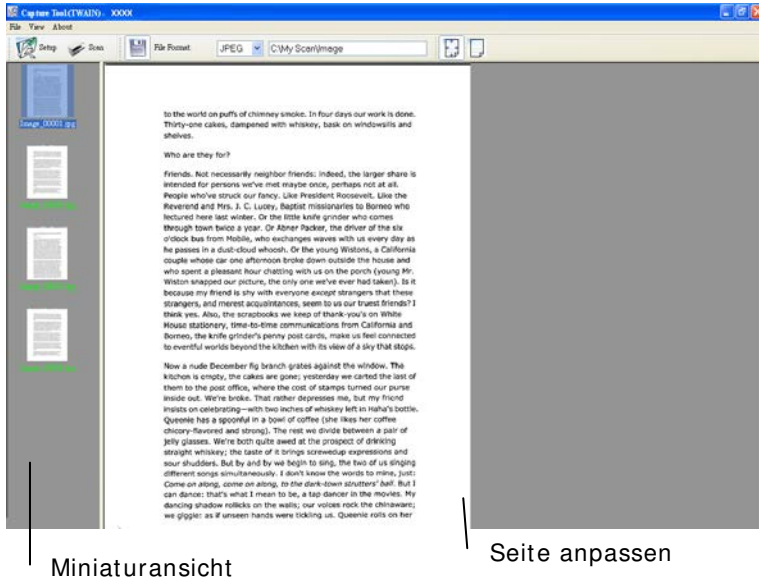 Capture Tool(TWAIN) - XXXX
File View About
Setup Scan File Format JPEG C:\My Scan\Image
Image_00001.jpg
to the world on puffs of chimney smoke. In four days our work is done.
Thirty-one cakes, dampened with whiskey, bask on windowsills and
shelves.
Who are they for?
Friends. Not necessarily neighbor friends: indeed, the larger share is
intended for persons we've met maybe once, perhaps not at all.
People who've struck our fancy. Like President Roosevelt. Like the
Reverend and Mrs. J. C. Lucey, Baptist missionaries to Borneo who
lectured here last winter. Or the little knife grinder who comes
through town twice a year. Or Abner Packer, the driver of the six
o'clock bus from Mobile, who exchanges waves with us every day as
he passes in a dust-cloud whoosh. Or the young Wistons, a California
couple whose car one afternoon broke down outside the house and
who spent a pleasant hour chatting with us on the porch (young Mr.
Wiston snapped our picture, the only one we've ever had taken). Is it
because my friend is shy with everyone except strangers that these
strangers, and merest acquaintances, seem to us our truest friends? I
think yes. Also, the scrapbooks we keep of thank-you's on White
House stationery, time-to-time communications from California and
Borneo, the knife grinder's penny post cards, make us feel connected
to eventful worlds beyond the kitchen with its view of a sky that stops.
Now a nude December fig branch grates against the window. The
kitchen is empty, the cakes are gone; yesterday we carted the last of
them to the post office, where the cost of stamps turned our purse
inside out. We're broke. That rather depresses me, but my friend
insists on celebrating—with two inches of whiskey left in Haha's bottle.
Queenie has a spoonful in a bowl of coffee (she likes her coffee
chicory-flavored and strong). The rest we divide between a pair of
jelly glasses. We're both quite awed at the prospect of drinking
straight whiskey; the taste of it brings screwedup expressions and
sour shudders. But by and by we begin to sing, the two of us singing
different songs simultaneously. I don't know the words to mine, just:
Come on along, come on along, to the dark-town strutters' ball. But I
can dance: that's what I mean to be, a tap dancer in the movies. My
dancing shadow rollicks on the walls; our voices rock the chinaware;
we giggle: as if unseen hands were tickling us. Queenie rolls on her
Miniaturansicht
Seite anpassen